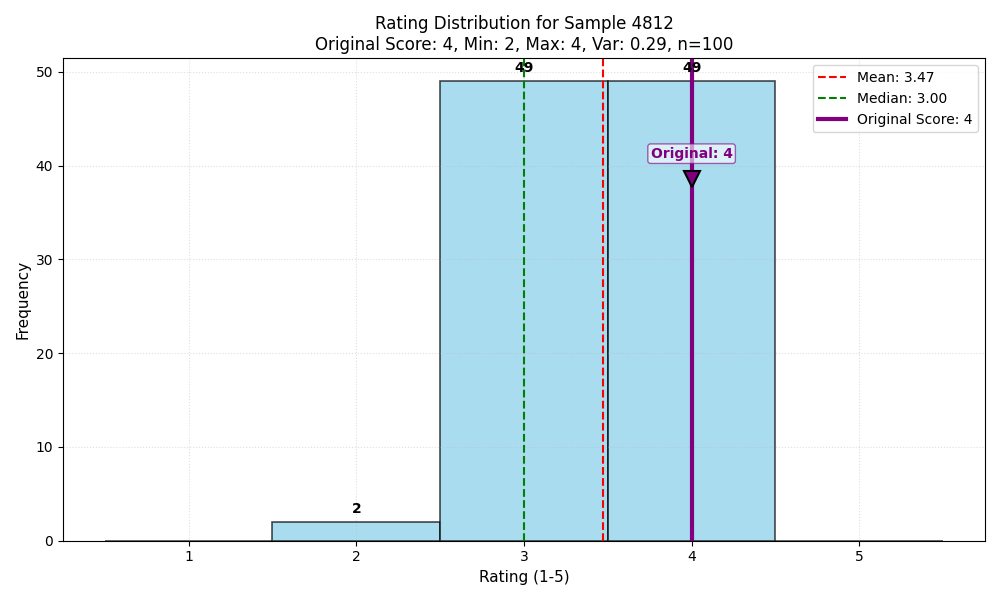 Rating Distribution for Sample 4812
Original Score: 4, Min: 2, Max: 4, Var: 0.29, n=100
Mean: 3.47
Median: 3.00
Original Score: 4
49
49
Original: 4
2
50
40
30
20
10
0
Frequency
1
2
3
4
5
Rating (1-5)